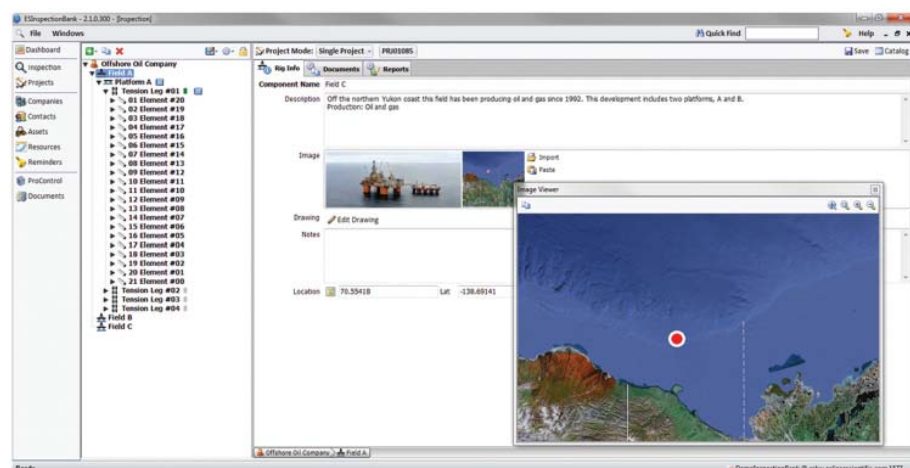 ESInspectionBank - 2.1.0.300 - [Inspection]
File Windows
Quick Find
Help
Dashboard
Inspection
Projects
Companies
Contacts
Assets
Resources
Reminders
ProControl
Documents
Offshore Oil Company
Field A
Platform A
Tension Leg #01
01 Element #20
02 Element #19
03 Element #18
04 Element #17
05 Element #16
06 Element #15
07 Element #14
08 Element #13
09 Element #12
10 Element #11
11 Element #10
12 Element #09
13 Element #08
14 Element #07
15 Element #06
16 Element #05
17 Element #04
18 Element #03
19 Element #02
20 Element #01
21 Element #00
Tension Leg #02
Tension Leg #03
Tension Leg #04
Field B
Field C
Project Mode: Single Project PRJ01085
Save Catalog
Rig Info Documents Reports
Component Name Field C
Description Off the northern Yukon coast this field has been producing oil and gas since 1992. This development includes two platforms, A and B.
Production: Oil and gas
Image
Import
Paste
Image Viewer
Drawing Edit Drawing
Notes
Location 70.55418 Lat -138.69141
Offshore Oil Company Field A
Ready